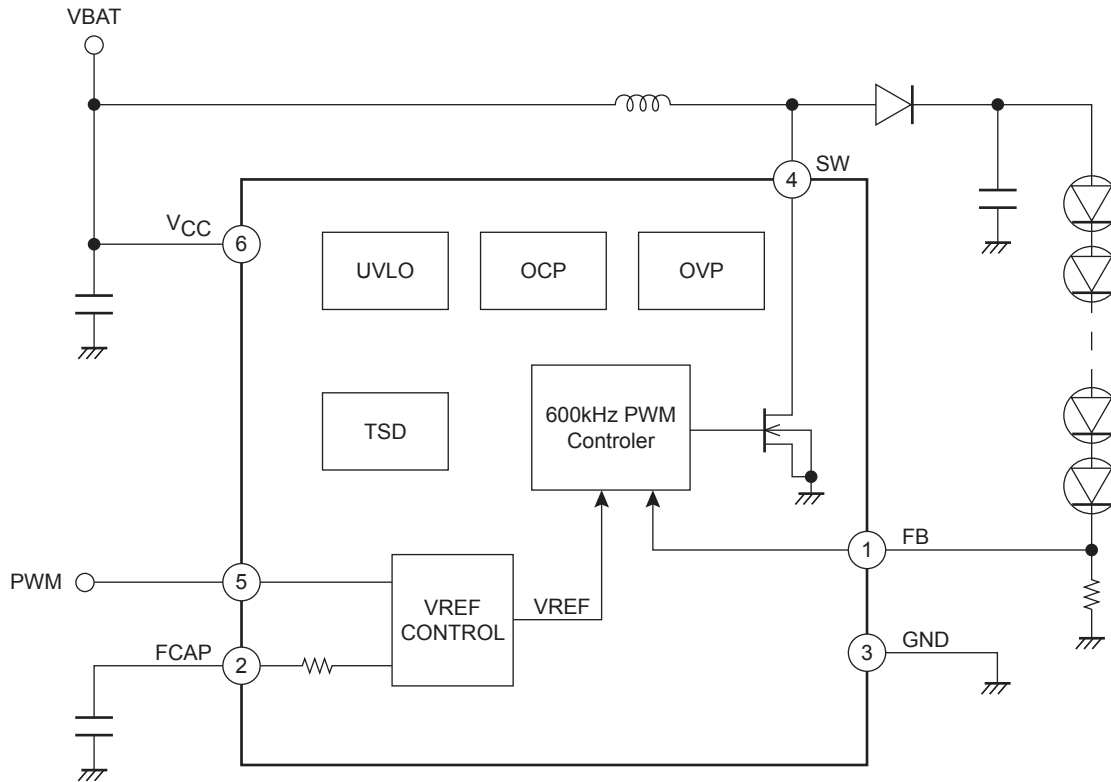 VBAT
SW
4
VCC
6
UVLO
OCP
OVP
TSD
600kHz PWM
Controler
1
FB
PWM
5
VREF
CONTROL
VREF
FCAP
2
3
GND